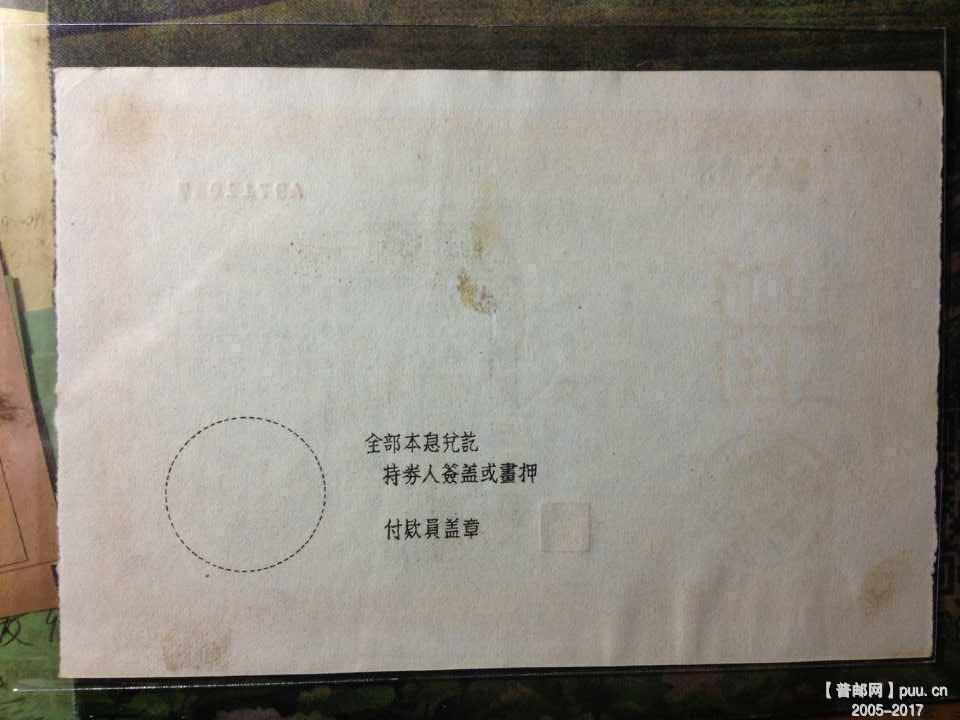 全部本息兌訖
持券人簽盖或畫押
付欵員盖章
【普邮网】puu.cn
2005-2017